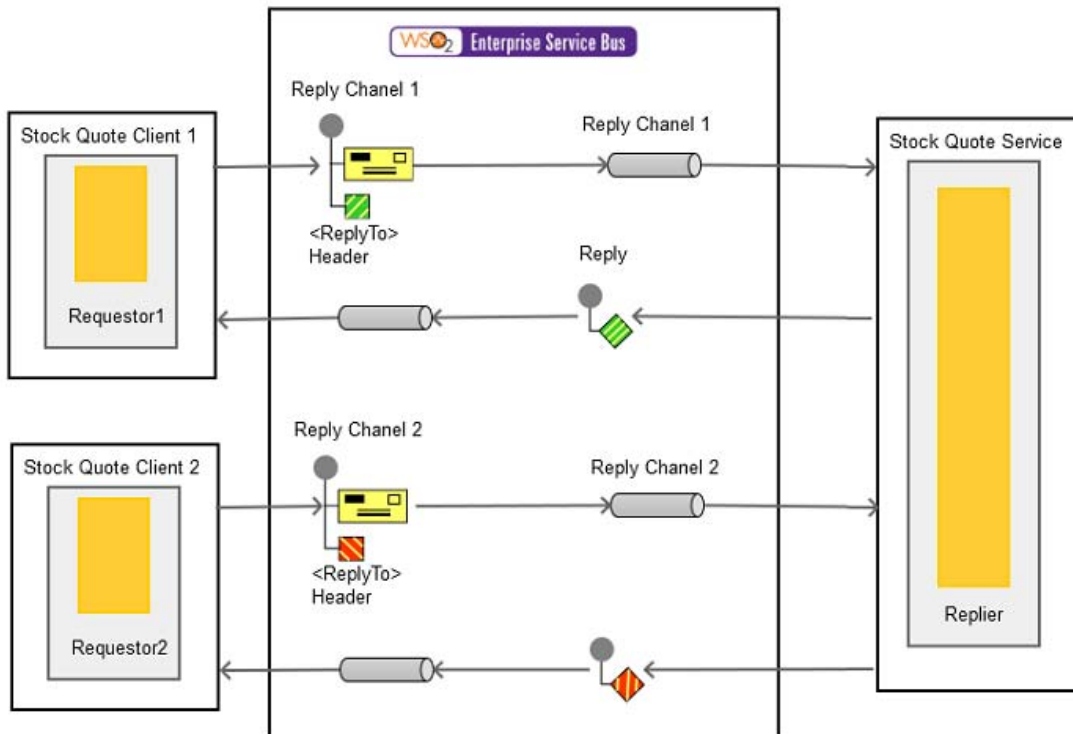 WSO2 Enterprise Service Bus
Reply Chanel 1
Reply Chanel 1
Stock Quote Client 1
Stock Quote Service
<ReplyTo>
Header
Reply
Requestor1
Reply Chanel 2
Stock Quote Client 2
Reply Chanel 2
<ReplyTo>
Header
Replier
Requestor2